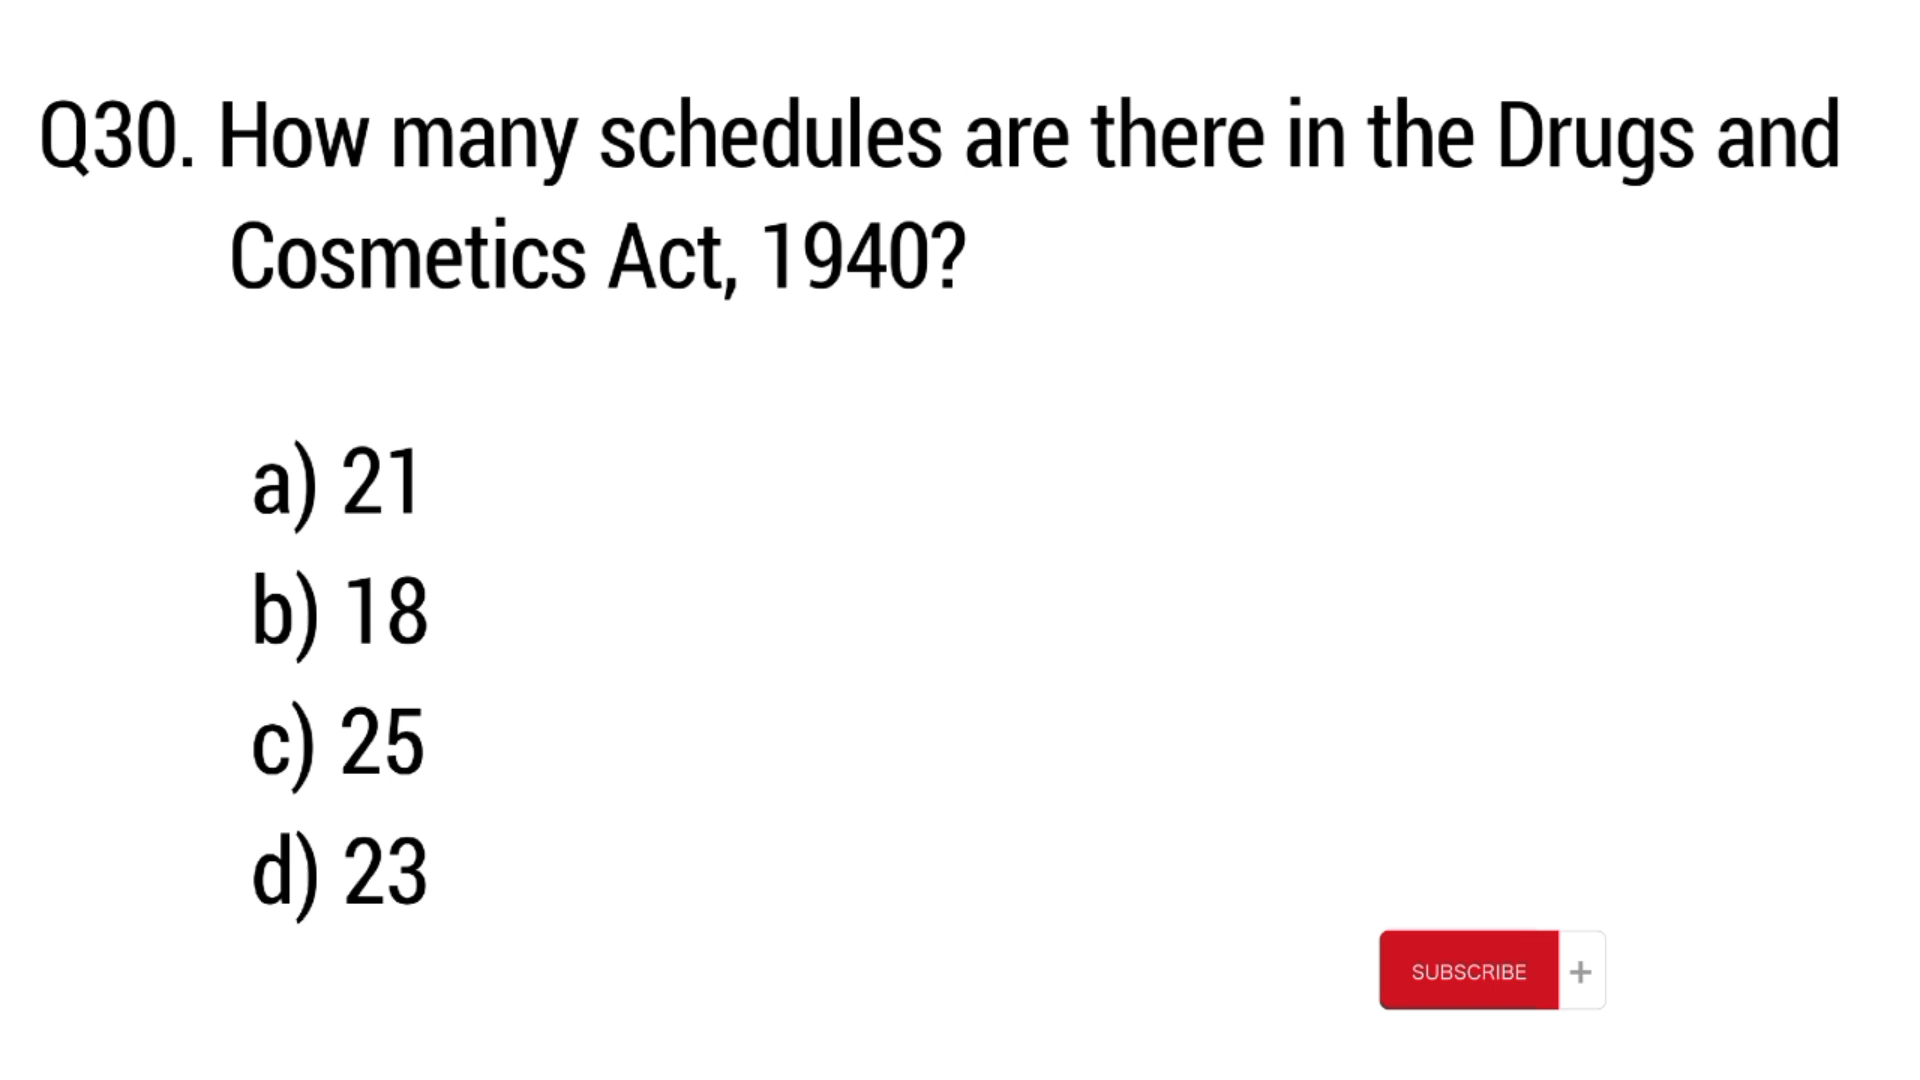 Q30. How many schedules are there in the Drugs and
Cosmetics Act, 1940?
a) 21
b) 18
c) 25
d) 23
SUBSCRIBE +